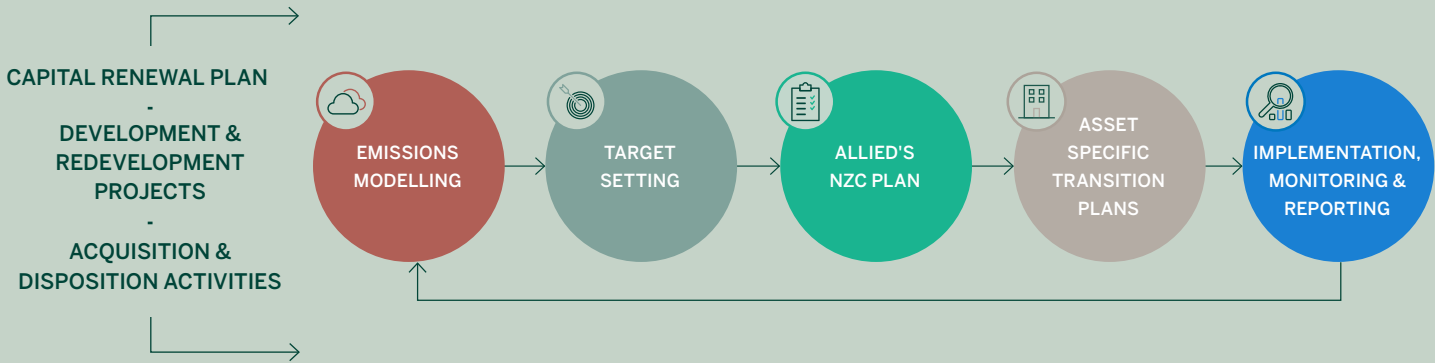 CAPITAL RENEWAL PLAN
-
DEVELOPMENT &
REDEVELOPMENT
PROJECTS
-
ACQUISITION &
DISPOSITION ACTIVITIES
EMISSIONS
MODELLING
TARGET
SETTING
ALLIED'S
NZC PLAN
ASSET
SPECIFIC
TRANSITION
PLANS
IMPLEMENTATION,
MONITORING &
REPORTING